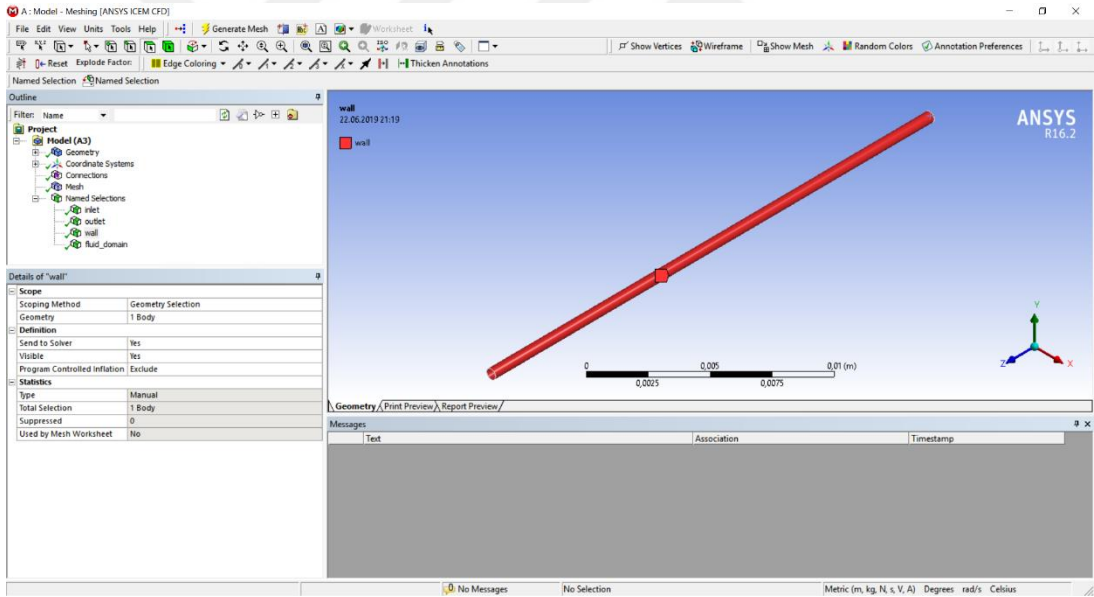 A : Model - Meshing [ANSYS ICEM CFD]
File Edit View Units Tools Help Generate Mesh Worksheet
Show Vertices Wireframe Show Mesh Random Colors Annotation Preferences
Reset Explode Factor: Edge Coloring Thicken Annotations
Named Selection Named Selection
Outline
Filter: Name
Project
Model (A3)
Geometry
Coordinate Systems
Connections
Mesh
Named Selections
inlet
outlet
wall
fluid_domain
Details of "wall"
Scope
Scoping Method Geometry Selection
Geometry 1 Body
Definition
Send to Solver Yes
Visible Yes
Program Controlled Inflation Exclude
Statistics
Type Manual
Total Selection 1 Body
Suppressed 0
Used by Mesh Worksheet No
wall
22.06.2019 21:19
wall
ANSYS
R16.2
Y
Z X
0 0,005 0,01 (m)
0,0025 0,0075
Geometry Print Preview Report Preview
Messages
Text Association Timestamp
No Messages No Selection Metric (m, kg, N, s, V, A) Degrees rad/s Celsius